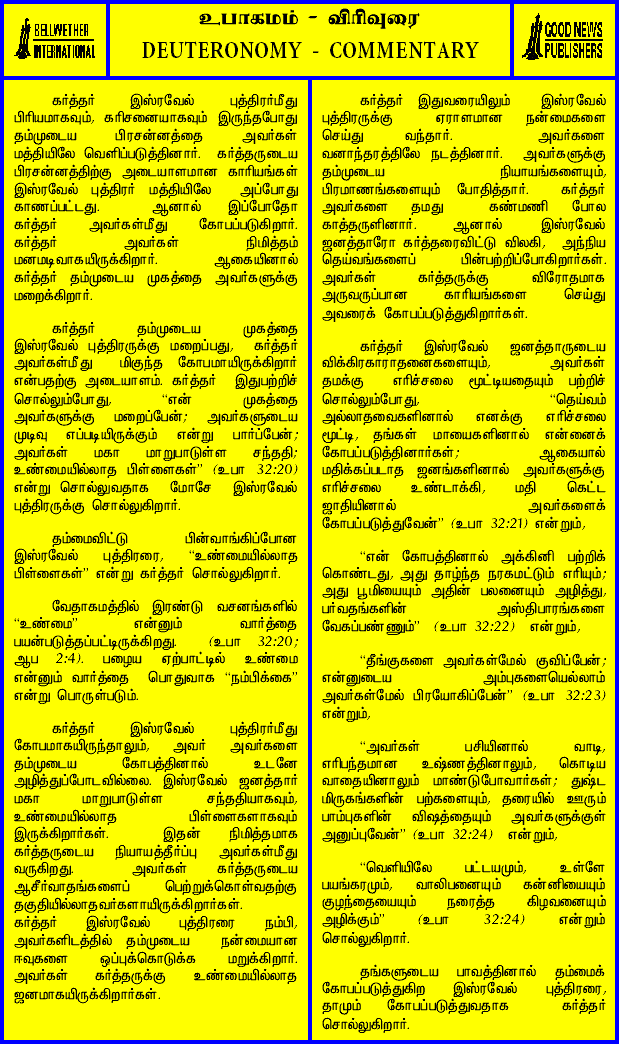 BELLWETHER
INTERNATIONAL
உபாகமம் - விரிவுரை
DEUTERONOMY - COMMENTARY
GOOD NEWS
PUBLISHERS
கர்த்தர் இஸ்ரவேல் புத்திரர்மீது
பிரியமாகவும், கரிசனையாகவும் இருந்தபோது
தம்முடைய பிரசன்னத்தை அவர்கள்
மத்தியிலே வெளிப்படுத்தினார். கர்த்தருடைய
பிரசன்னத்திற்கு அடையாளமான காரியங்கள்
இஸ்ரவேல் புத்திரர் மத்தியிலே அப்போது
காணப்பட்டது. ஆனால் இப்போதோ
கர்த்தர் அவர்கள்மீது கோபப்படுகிறார்.
கர்த்தர் அவர்கள் நிமித்தம்
மனமடிவாகயிருக்கிறார். ஆகையினால்
கர்த்தர் தம்முடைய முகத்தை அவர்களுக்கு
மறைக்கிறார்.
கர்த்தர் தம்முடைய முகத்தை
இஸ்ரவேல் புத்திரருக்கு மறைப்பது, கர்த்தர்
அவர்கள்மீது மிகுந்த கோபமாயிருக்கிறார்
என்பதற்கு அடையாளம். கர்த்தர் இதுபற்றிச்
சொல்லும்போது, “என் முகத்தை
அவர்களுக்கு மறைப்பேன்; அவர்களுடைய
முடிவு எப்படியிருக்கும் என்று பார்ப்பேன்;
அவர்கள் மகா மாறுபாடுள்ள சந்ததி;
உண்மையில்லாத பிள்ளைகள்” (உபா 32:20)
என்று சொல்லுவதாக மோசே இஸ்ரவேல்
புத்திரருக்கு சொல்லுகிறார்.
தம்மைவிட்டு பின்வாங்கிப்போன
இஸ்ரவேல் புத்திரரை, “உண்மையில்லாத
பிள்ளைகள்” என்று கர்த்தர் சொல்லுகிறார்.
வேதாகமத்தில் இரண்டு வசனங்களில்
“உண்மை” என்னும் வார்த்தை
பயன்படுத்தப்பட்டிருக்கிறது. (உபா 32:20;
ஆப 2:4). பழைய ஏற்பாட்டில் உண்மை
என்னும் வார்த்தை பொதுவாக “நம்பிக்கை”
என்று பொருள்படும்.
கர்த்தர் இஸ்ரவேல் புத்திரர்மீது
கோபமாகயிருந்தாலும், அவர் அவர்களை
தம்முடைய கோபத்தினால் உடனே
அழித்துப்போடவில்லை. இஸ்ரவேல் ஜனத்தார்
மகா மாறுபாடுள்ள சந்ததியாகவும்,
உண்மையில்லாத பிள்ளைகளாகவும்
இருக்கிறார்கள். இதன் நிமித்தமாக
கர்த்தருடைய நியாயத்தீர்ப்பு அவர்கள்மீது
வருகிறது. அவர்கள் கர்த்தருடைய
ஆசீர்வாதங்களைப் பெற்றுக்கொள்வதற்கு
தகுதியில்லாதவர்களாயிருக்கிறார்கள்.
கர்த்தர் இஸ்ரவேல் புத்திரரை நம்பி,
அவர்களிடத்தில் தம்முடைய நன்மையான
ஈவுகளை ஒப்புக்கொடுக்க மறுக்கிறார்.
அவர்கள் கர்த்தருக்கு உண்மையில்லாத
ஜனமாகயிருக்கிறார்கள்.
கர்த்தர் இதுவரையிலும் இஸ்ரவேல்
புத்திரருக்கு ஏராளமான நன்மைகளை
செய்து வந்தார். அவர்களை
வனாந்தரத்திலே நடத்தினார். அவர்களுக்கு
தம்முடைய நியாயங்களையும்,
பிரமாணங்களையும் போதித்தார். கர்த்தர்
அவர்களை தமது கண்மணி போல
காத்தருளினார். ஆனால் இஸ்ரவேல்
ஜனத்தாரோ கர்த்தரைவிட்டு விலகி, அந்நிய
தெய்வங்களைப் பின்பற்றிப்போகிறார்கள்.
அவர்கள் கர்த்தருக்கு விரோதமாக
அருவருப்பான காரியங்களை செய்து
அவரைக் கோபப்படுத்துகிறார்கள்.
கர்த்தர் இஸ்ரவேல் ஜனத்தாருடைய
விக்கிரகாராதனைகளையும், அவர்கள்
தமக்கு எரிச்சலை மூட்டியதையும் பற்றிச்
சொல்லும்போது, “தெய்வம்
அல்லாதவைகளினால் எனக்கு எரிச்சலை
மூட்டி, தங்கள் மாயைகளினால் என்னைக்
கோபப்படுத்தினார்கள்; ஆகையால்
மதிக்கப்படாத ஜனங்களினால் அவர்களுக்கு
எரிச்சலை உண்டாக்கி, மதி கெட்ட
ஜாதியினால் அவர்களைக்
கோபப்படுத்துவேன்” (உபா 32:21) என்றும்,
“என் கோபத்தினால் அக்கினி பற்றிக்
கொண்டது, அது தாழ்ந்த நரகமட்டும் எரியும்;
அது பூமியையும் அதின் பலனையும் அழித்து,
பர்வதங்களின் அஸ்திபாரங்களை
வேகப்பண்ணும்” (உபா 32:22) என்றும்,
“தீங்குகளை அவர்கள்மேல் குவிப்பேன்;
என்னுடைய அம்புகளையெல்லாம்
அவர்கள்மேல் பிரயோகிப்பேன்” (உபா 32:23)
என்றும்,
“அவர்கள் பசியினால் வாடி,
எரிபந்தமான உஷ்ணத்தினாலும், கொடிய
வாதையினாலும் மாண்டுபோவார்கள்; துஷ்ட
மிருகங்களின் பற்களையும், தரையில் ஊரும்
பாம்புகளின் விஷத்தையும் அவர்களுக்குள்
அனுப்புவேன்” (உபா 32:24) என்றும்,
“வெளியிலே பட்டயமும், உள்ளே
பயங்கரமும், வாலிபனையும் கன்னியையும்
குழந்தையையும் நரைத்த கிழவனையும்
அழிக்கும்” (உபா 32:24) என்றும்
சொல்லுகிறார்.
தங்களுடைய பாவத்தினால் தம்மைக்
கோபப்படுத்துகிற இஸ்ரவேல் புத்திரரை,
தாமும் கோபப்படுத்துவதாக கர்த்தர்
சொல்லுகிறார்.